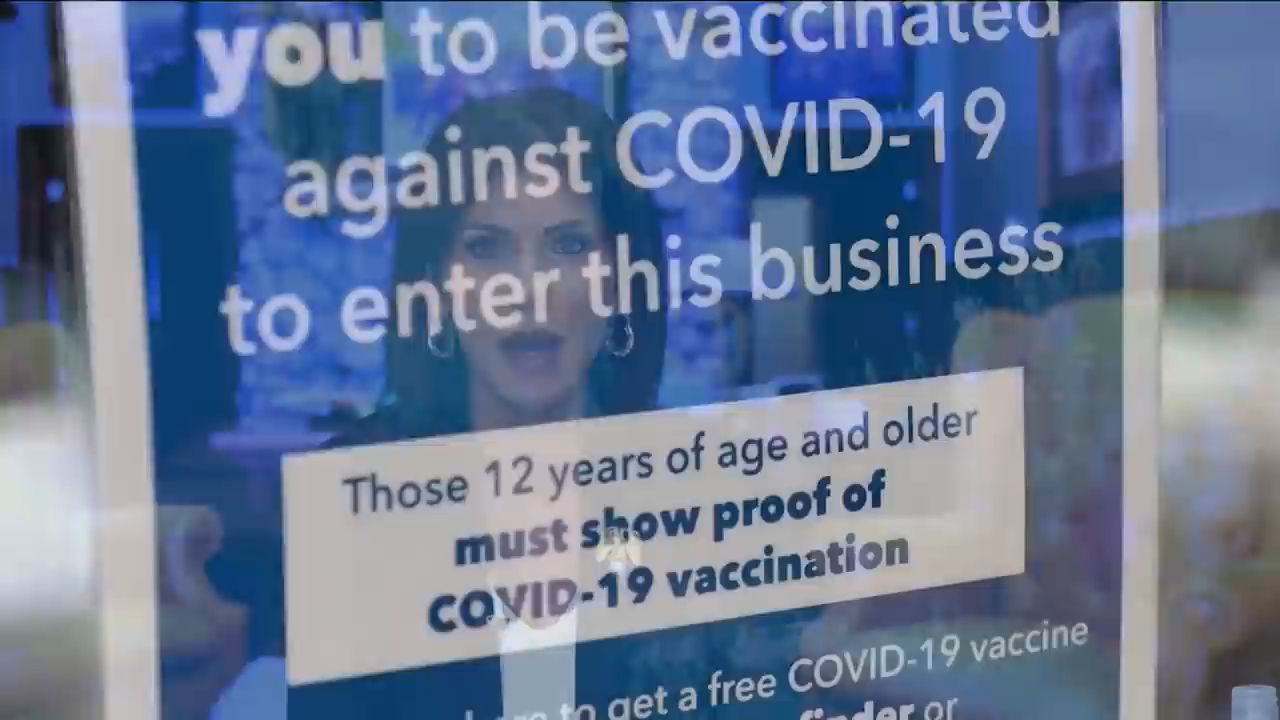 you to be vaccinated
against COVID-19
to enter this business
Those 12 years of age and older
must show proof of
COVID-19 vaccination
to get a free COVID-19 vaccine
finder or